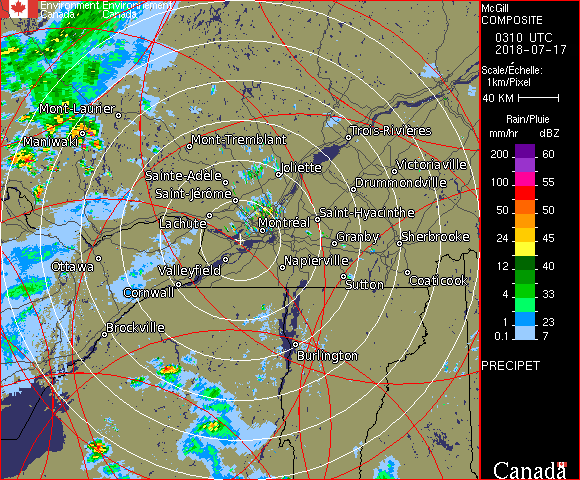 Environment Environnement
Canada Canada
McGill
COMPOSITE
0310 UTC
2018-07-17
Scale/Échelle:
1km/Pixel
40 KM
Rain/Pluie
mm/hr dBZ
200 60
100 55
50 50
24 45
12 40
4 33
1 23
0.1 7
PRECIPET
Canada
Mont-Laurier
Maniwaki
Mont-Tremblant
Trois-Rivières
Sainte-Adèle
Joliette
Victoriaville
Saint-Jérôme
Drummondville
Lachute
Montréal
Saint-Hyacinthe
Granby
Sherbrooke
Ottawa
Valleyfield
Napierville
Cornwall
Sutton
Coaticook
Brockville
Burlington